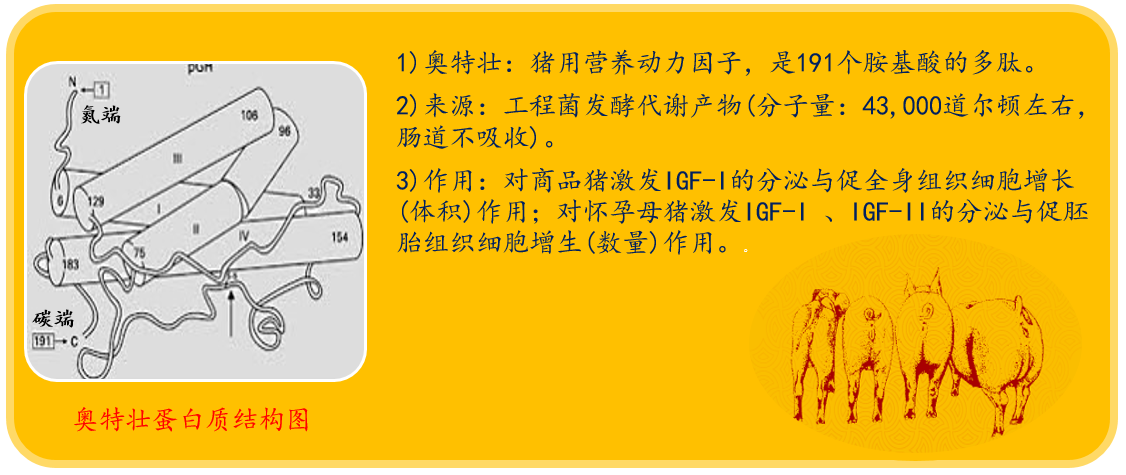 pGH
N
1
氮端
106
96
III
6
129
I
33
II
IV
154
75
183
碳端
191
C
奥特壮蛋白质结构图
1)奥特壮：猪用营养动力因子，是191个胺基酸的多肽。
2)来源：工程菌发酵代谢产物(分子量：43,000道尔顿左右，
肠道不吸收)。
3)作用：对商品猪激发IGF-I的分泌与促全身组织细胞增长
(体积)作用；对怀孕母猪激发IGF-I 、IGF-II的分泌与促胚
胎组织细胞增生(数量)作用。